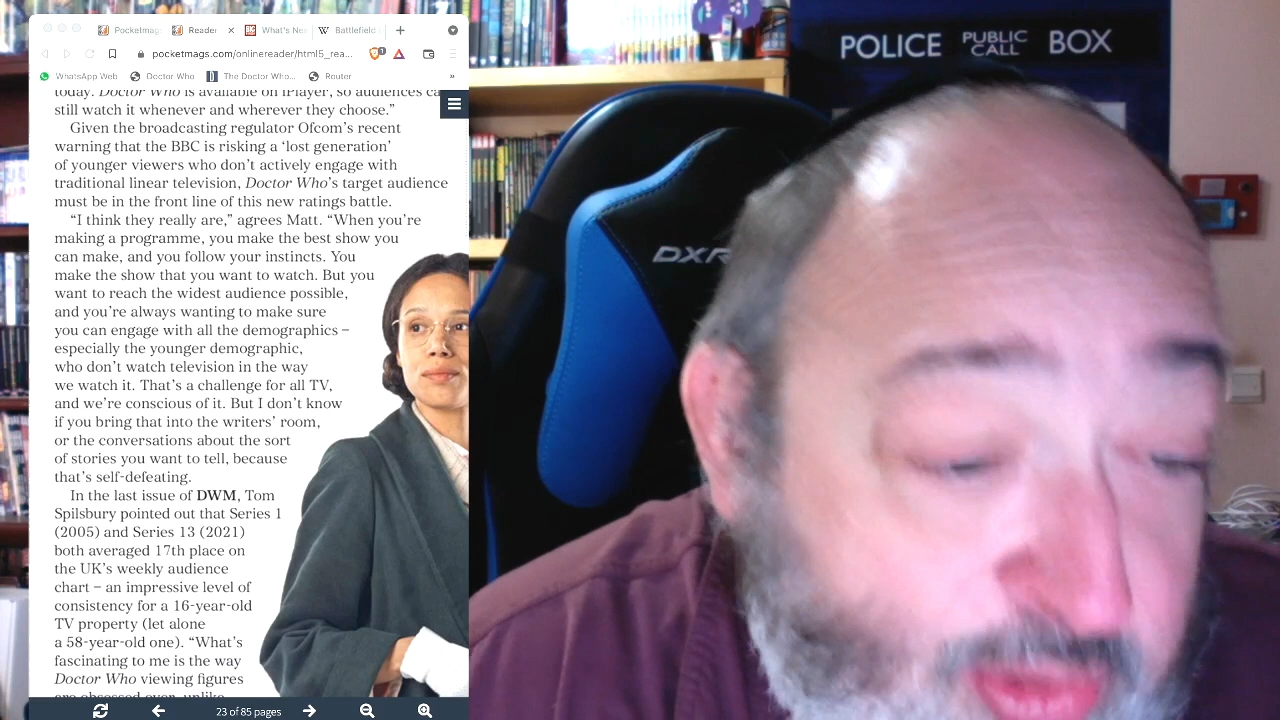 Pocketmag
Reader
What's Ne
Battlefield
pocketmags.com/onlinereader/html5_rea...
1
WhatsApp Web
Doctor Who
The Doctor Who...
Router
»
today. Doctor Who is available on iPlayer, so audiences ca
still watch it whenever and wherever they choose."
Given the broadcasting regulator Ofcom's recent
warning that the BBC is risking a 'lost generation'
of younger viewers who don't actively engage with
traditional linear television, Doctor Who's target audience
must be in the front line of this new ratings battle.
"I think they really are," agrees Matt. "When you're
making a programme, you make the best show you
can make, and you follow your instincts. You
make the show that you want to watch. But you
want to reach the widest audience possible,
and you're always wanting to make sure
you can engage with all the demographics –
especially the younger demographic,
who don't watch television in the way
we watch it. That's a challenge for all TV,
and we're conscious of it. But I don't know
if you bring that into the writers' room,
or the conversations about the sort
of stories you want to tell, because
that's self-defeating.
In the last issue of DWM, Tom
Spilsbury pointed out that Series 1
(2005) and Series 13 (2021)
both averaged 17th place on
the UK's weekly audience
chart – an impressive level of
consistency for a 16-year-old
TV property (let alone
a 58-year-old one). "What's
fascinating to me is the way
Doctor Who viewing figures
are obsessed over, unlike
23 of 85 pages
POLICE PUBLIC CALL BOX
DXR